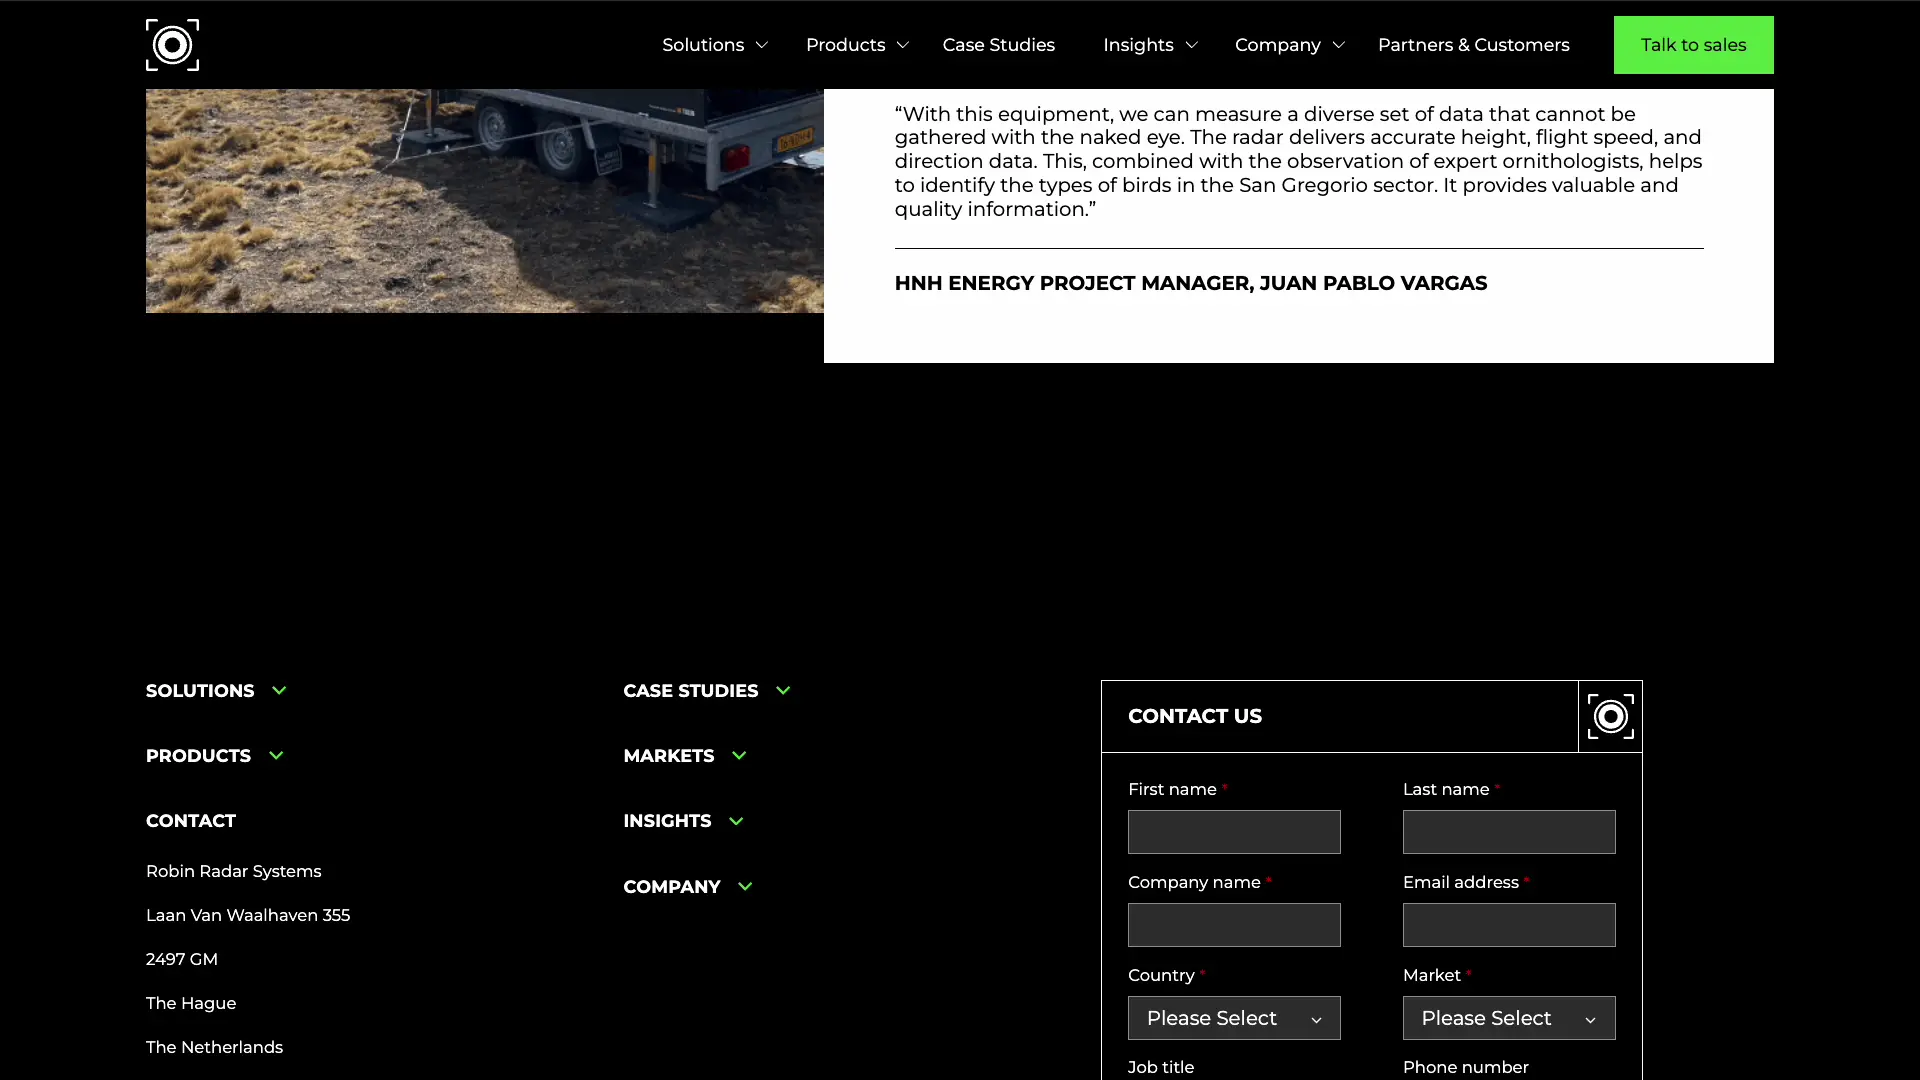 Solutions
Products
Case Studies
Insights
Company
Partners & Customers
Talk to sales
“With this equipment, we can measure a diverse set of data that cannot be
gathered with the naked eye. The radar delivers accurate height, flight speed, and
direction data. This, combined with the observation of expert ornithologists, helps
to identify the types of birds in the San Gregorio sector. It provides valuable and
quality information.”
HNH ENERGY PROJECT MANAGER, JUAN PABLO VARGAS
SOLUTIONS
PRODUCTS
CONTACT
Robin Radar Systems
Laan Van Waalhaven 355
2497 GM
The Hague
The Netherlands
CASE STUDIES
MARKETS
INSIGHTS
COMPANY
CONTACT US
First name *
Last name *
Company name *
Email address *
Country *
Market *
Please Select
Please Select
Job title
Phone number